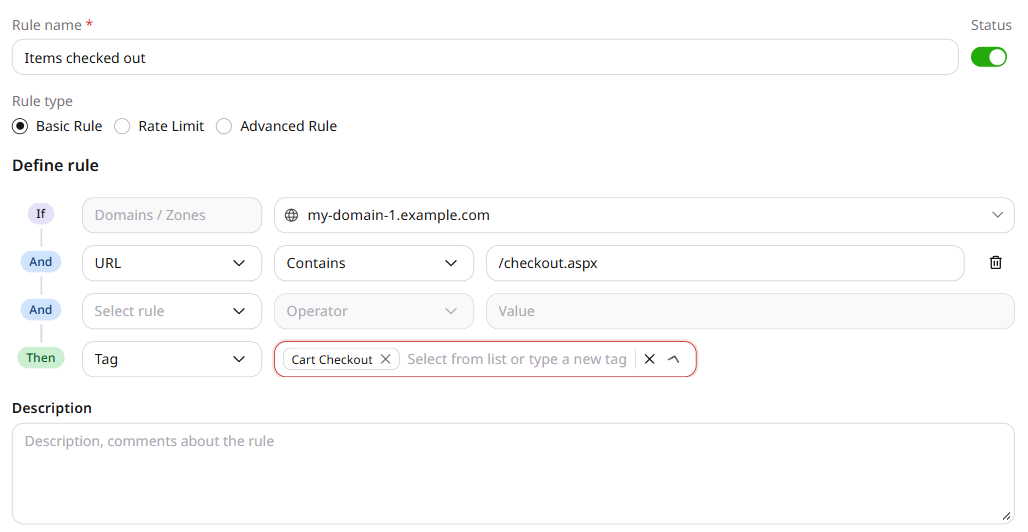 Rule name *
Status
Items checked out
Rule type
Basic Rule
Rate Limit
Advanced Rule
Define rule
If
Domains / Zones
my-domain-1.example.com
And
URL
Contains
/checkout.aspx
And
Select rule
Operator
Value
Then
Tag
Cart Checkout
Select from list or type a new tag
Description
Description, comments about the rule